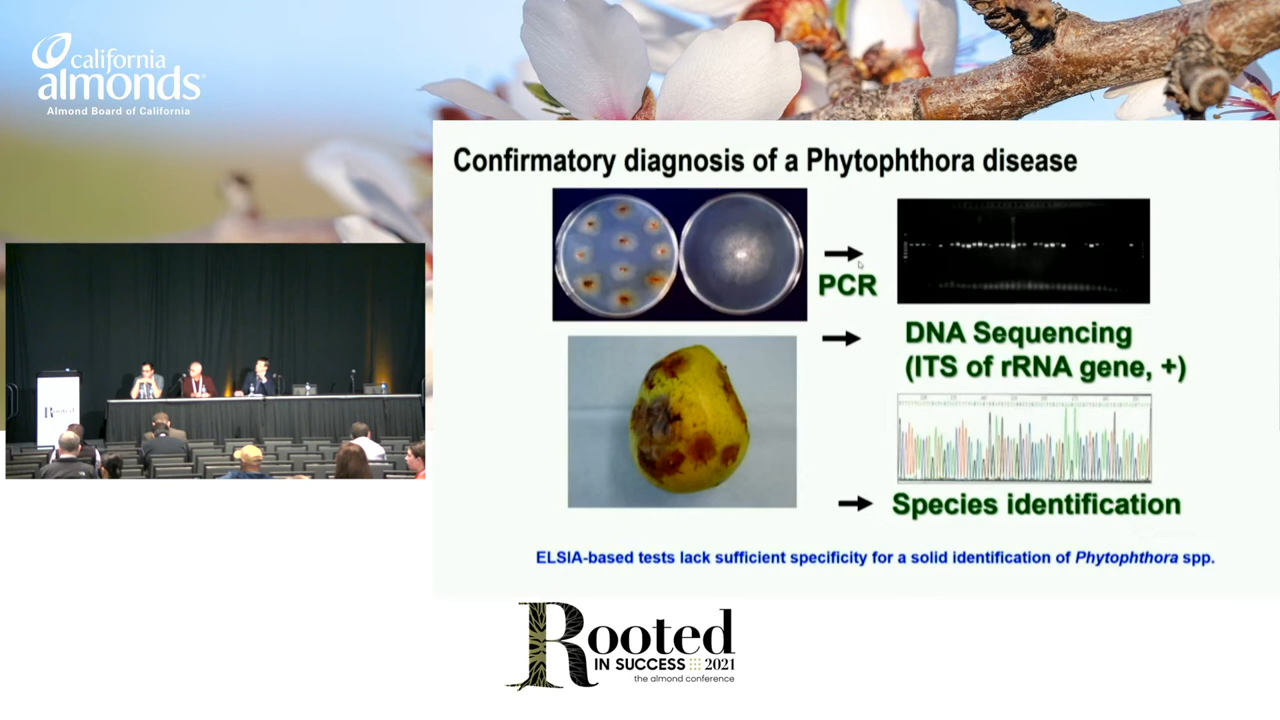 california
almonds
Almond Board of California
Confirmatory diagnosis of a Phytophthora disease
PCR
DNA Sequencing
(ITS of rRNA gene, +)
Species identification
ELSIA-based tests lack sufficient specificity for a solid identification of Phytophthora spp.
Rooted
Rooted
IN SUCCESS 2021
the almond conference